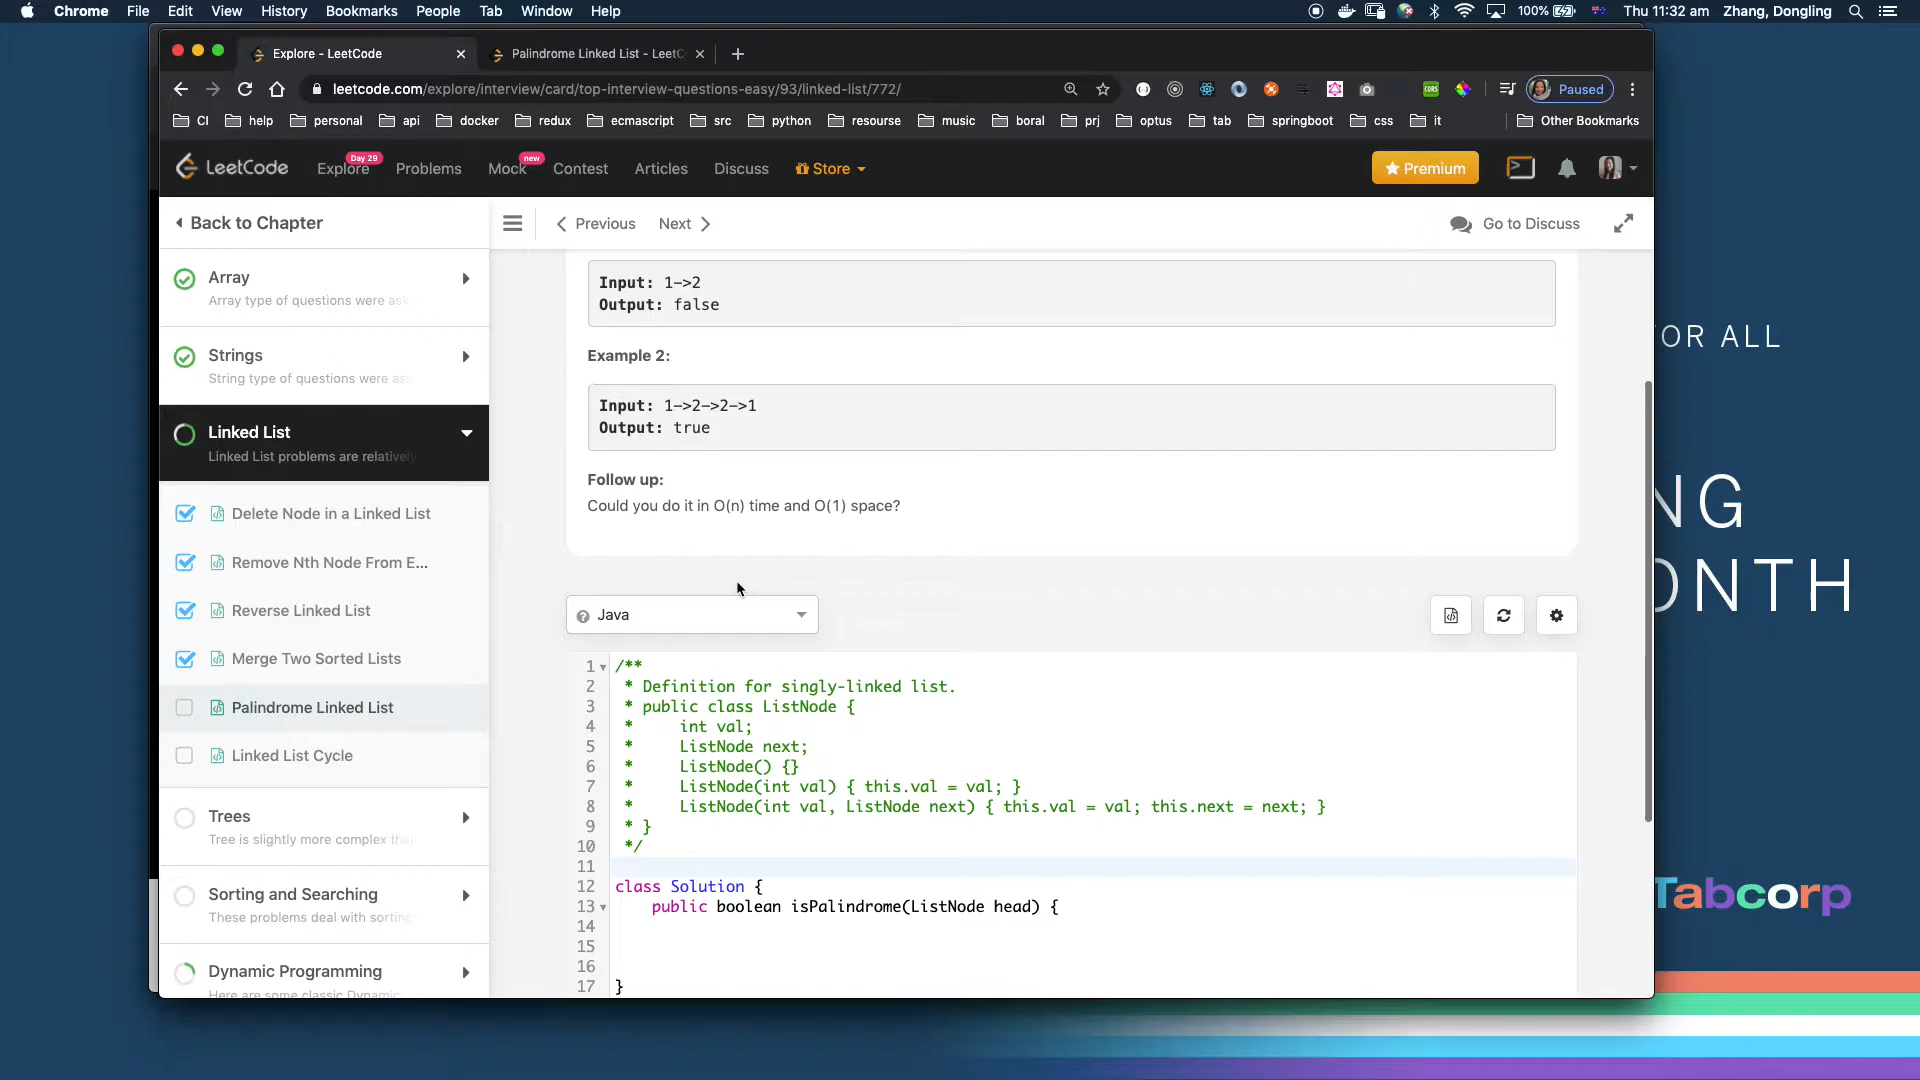 Chrome File Edit View History Bookmarks People Tab Window Help 100% Thu 11:32 am Zhang, Dongling
Explore - LeetCode Palindrome Linked List - LeetC
leetcode.com/explore/interview/card/top-interview-questions-easy/93/linked-list/772/ CORS Paused
CI help personal api docker redux ecmascript src python resourse music boral prj optus tab springboot css it Other Bookmarks
LeetCode Explore Day 29 Problems Mock new Contest Articles Discuss Store Premium
Back to Chapter
Previous Next Go to Discuss
Array
Array type of questions were ask
Strings
String type of questions were ask
Linked List
Linked List problems are relatively
Delete Node in a Linked List
Remove Nth Node From E...
Reverse Linked List
Merge Two Sorted Lists
Palindrome Linked List
Linked List Cycle
Trees
Tree is slightly more complex than
Sorting and Searching
These problems deal with sorting
Dynamic Programming
Here are some classic Dynamic
Input: 1->2
Output: false
Example 2:
Input: 1->2->2->1
Output: true
Follow up:
Could you do it in O(n) time and O(1) space?
Java
1 /**
2 * Definition for singly-linked list.
3 * public class ListNode {
4 * int val;
5 * ListNode next;
6 * ListNode() {}
7 * ListNode(int val) { this.val = val; }
8 * ListNode(int val, ListNode next) { this.val = val; this.next = next; }
9 * }
10 */
11
12 class Solution {
13 public boolean isPalindrome(ListNode head) {
14
15
16
17 }
OR ALL
NG
ONTH
Tabcorp